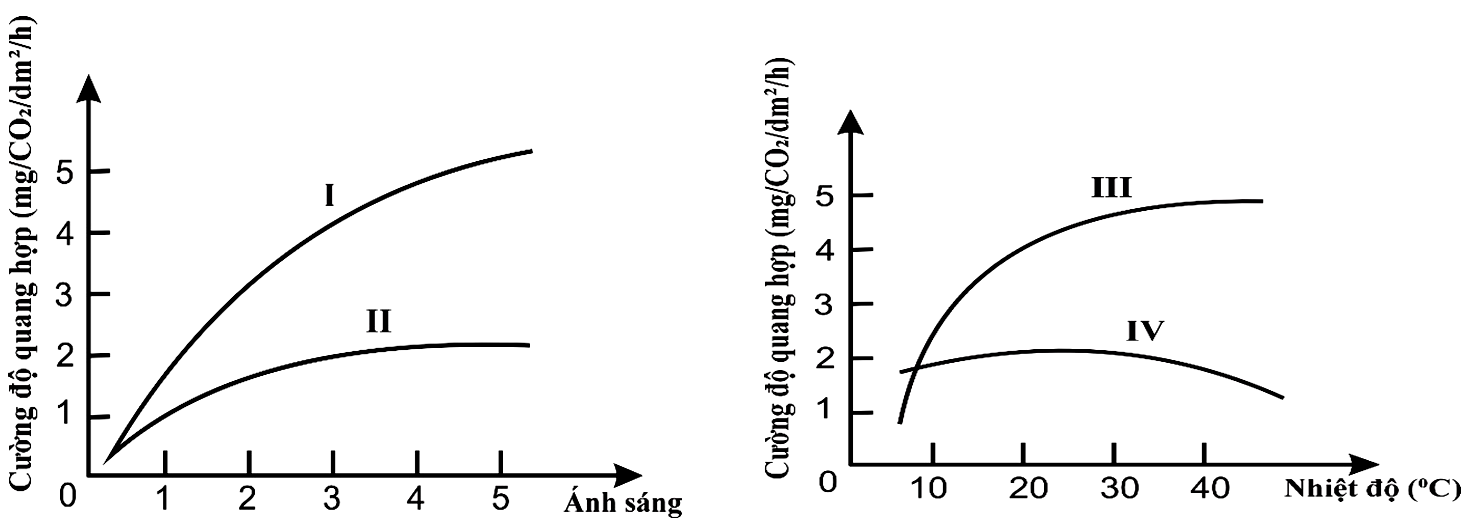 Cường độ quang hợp (mg/CO₂/dm²/h)
5
4
3
2
1
0
I
II
1 2 3 4 5
Ánh sáng
Cường độ quang hợp (mg/CO₂/dm²/h)
5
4
3
2
1
0
III
IV
10 20 30 40
Nhiệt độ (⁰C)